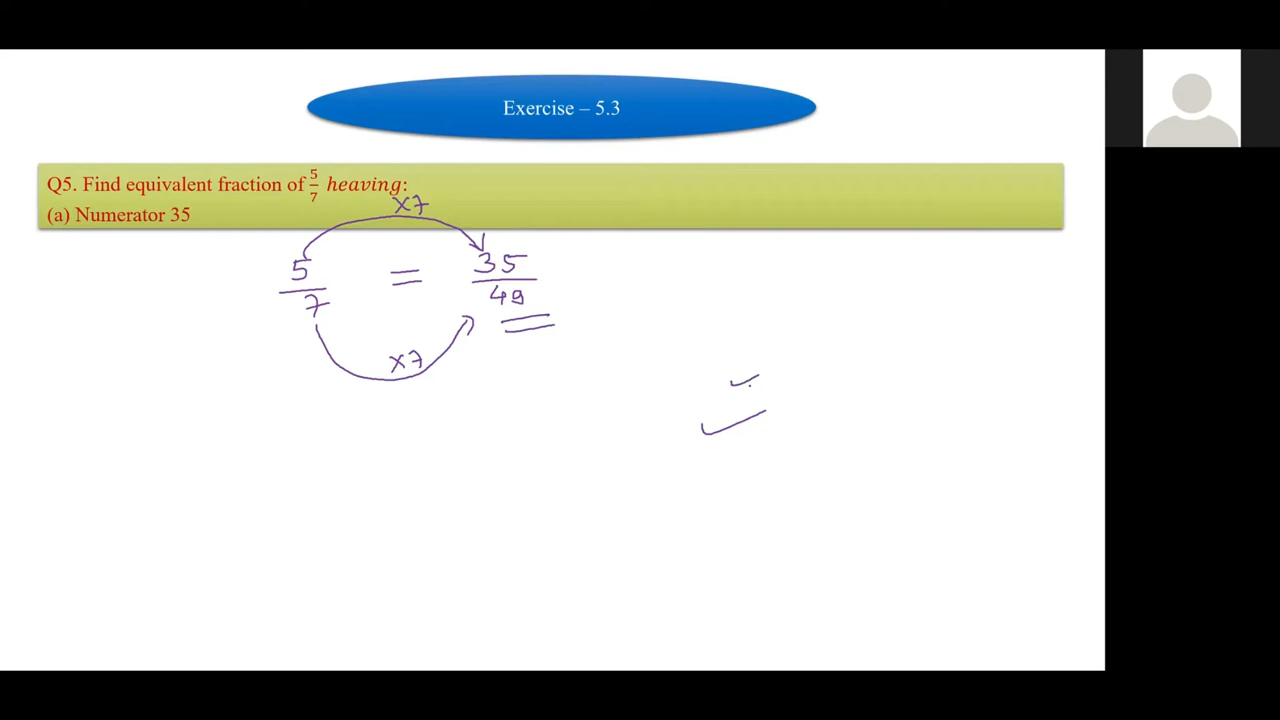 Exercise – 5.3
Q5. Find equivalent fraction of 5/7 heaving:
(a) Numerator 35
×7
5/7 = 35/49
×7